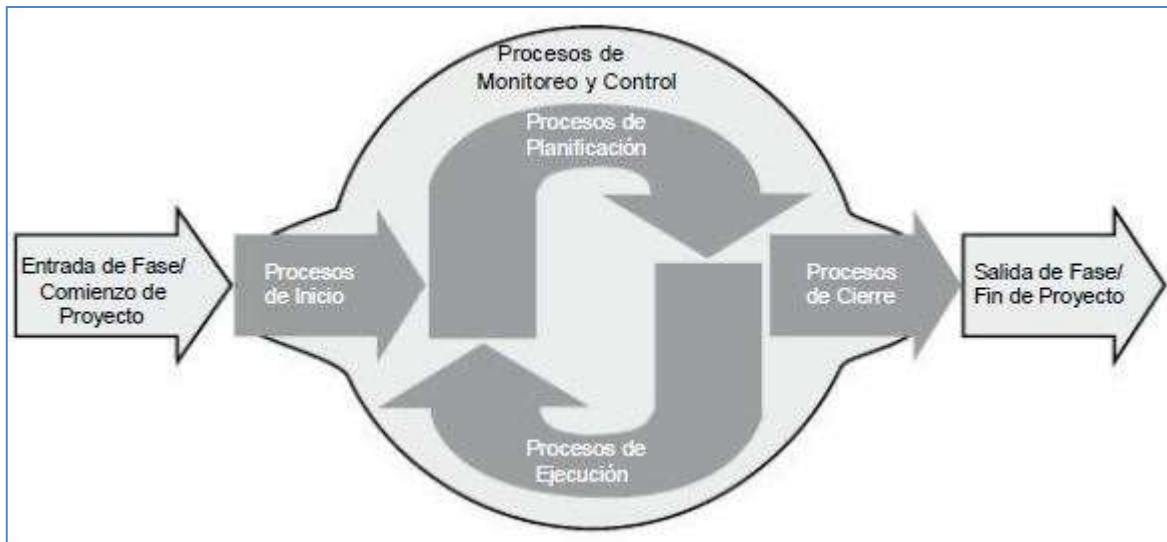 Procesos de
Monitoreo y Control
Procesos de
Planificación
Entrada de Fase/
Comienzo de
Proyecto
Procesos
de Inicio
Procesos
de Cierre
Salida de Fase/
Fin de Proyecto
Procesos de
Ejecución